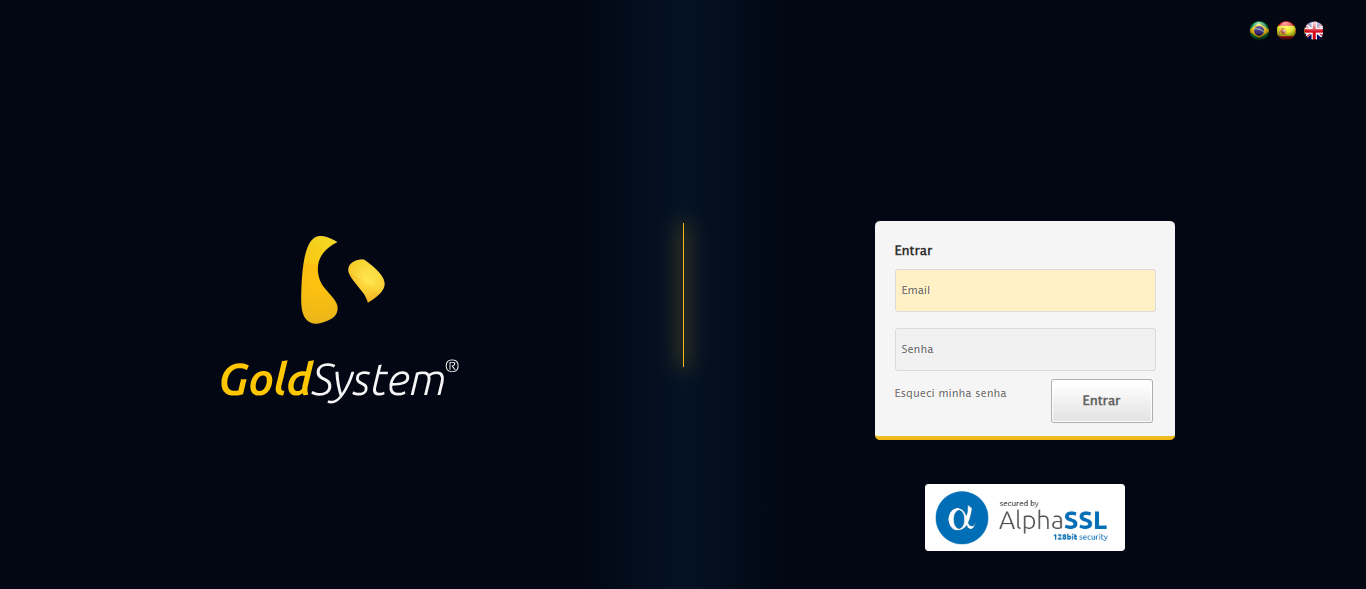 GoldSystem®
Entrar
Email
Senha
Esqueci minha senha
Entrar
α
secured by
AlphaSSL
128bit security